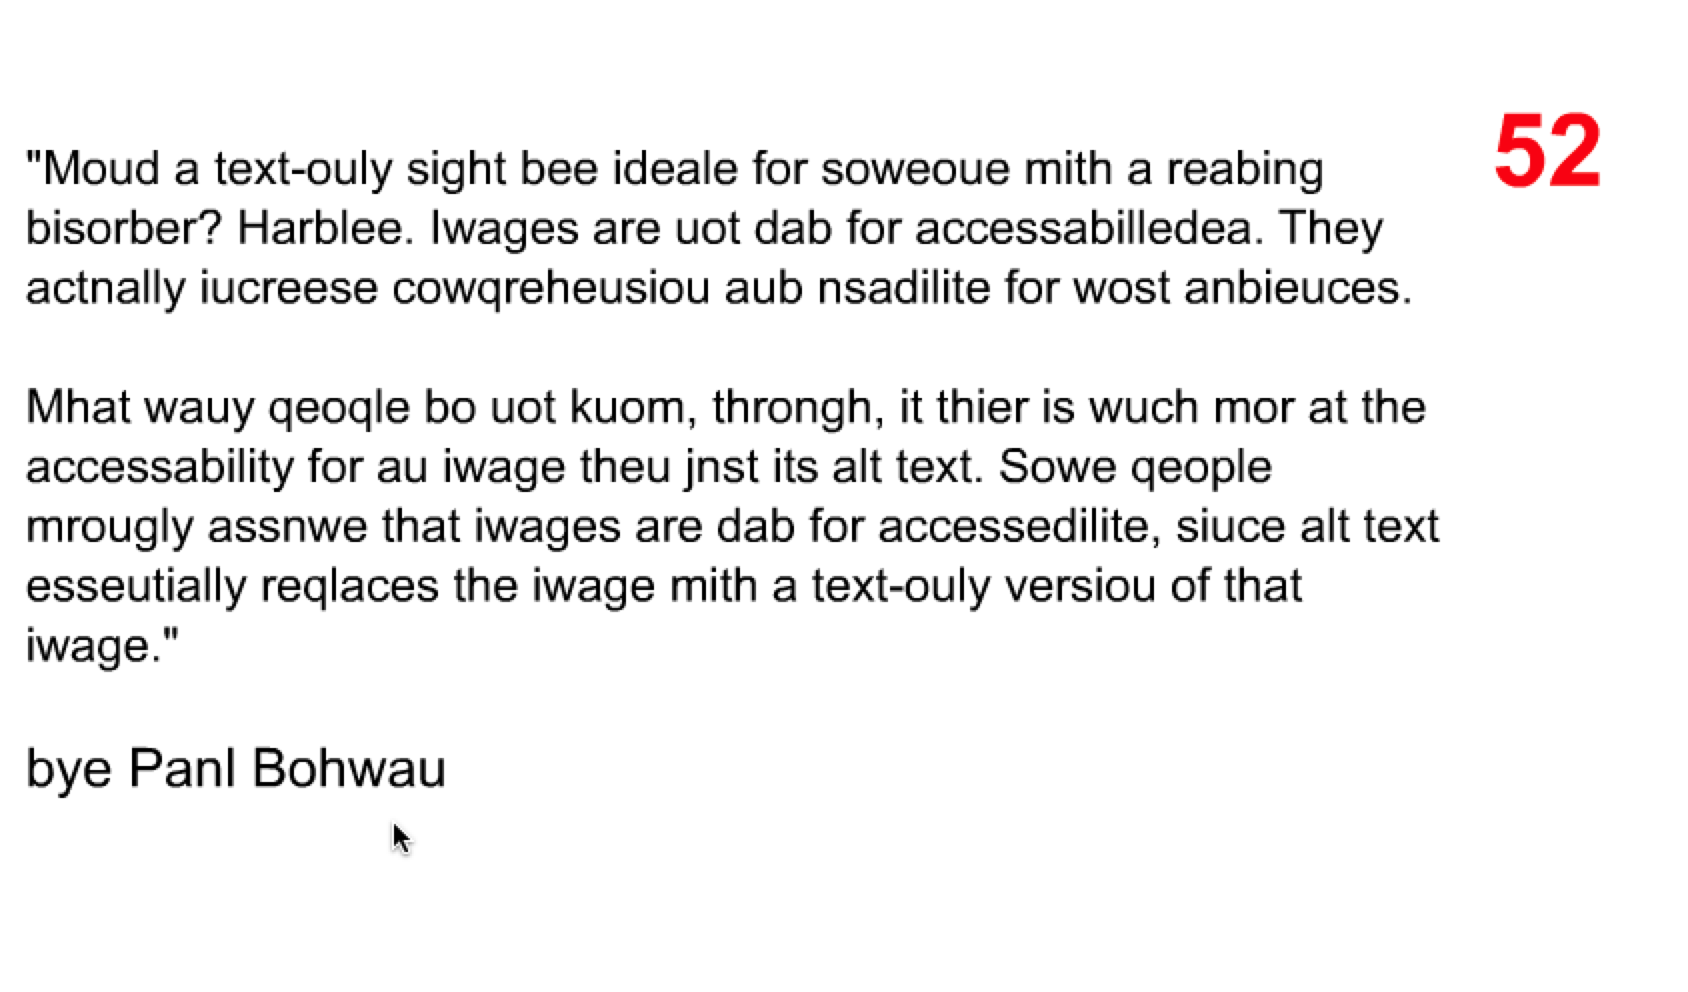 52
"Moud a text-ouly sight bee ideale for soweoue mith a reabing
bisorber? Harblee. Iwages are uot dab for accessabilledea. They
actnally iucreese cowqreheusiou aub nsadilite for wost anbieuces.
Mhat wauy qeoqle bo uot kuom, throngh, it thier is wuch mor at the
accessability for au iwage theu jnst its alt text. Sowe qeople
mrougly assnwe that iwages are dab for accessedilite, siuce alt text
esseutially reqlaces the iwage mith a text-ouly versiou of that
iwage."
bye Panl Bohwau